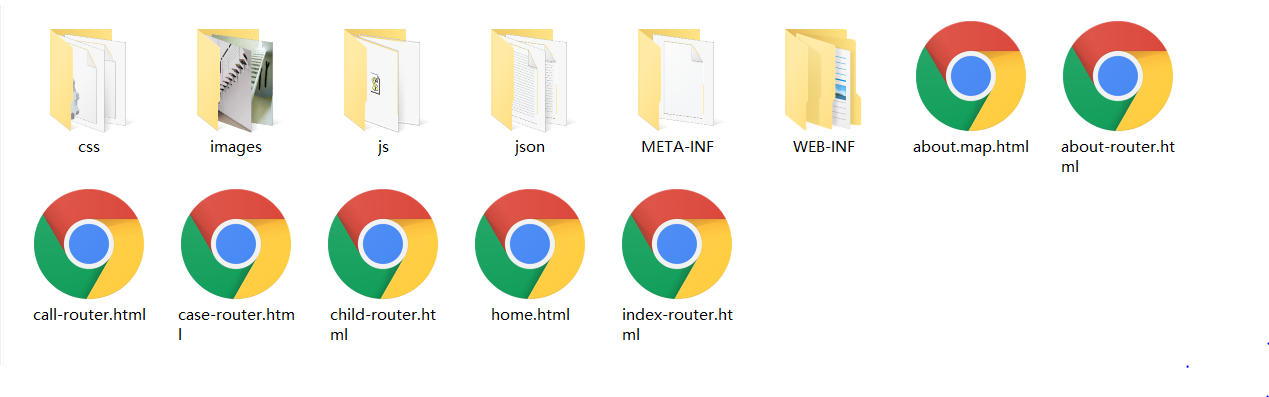 css
images
js
json
META-INF
WEB-INF
about.map.html
about-router.ht
ml
call-router.html
case-router.htm
l
child-router.ht
ml
home.html
index-router.ht
ml